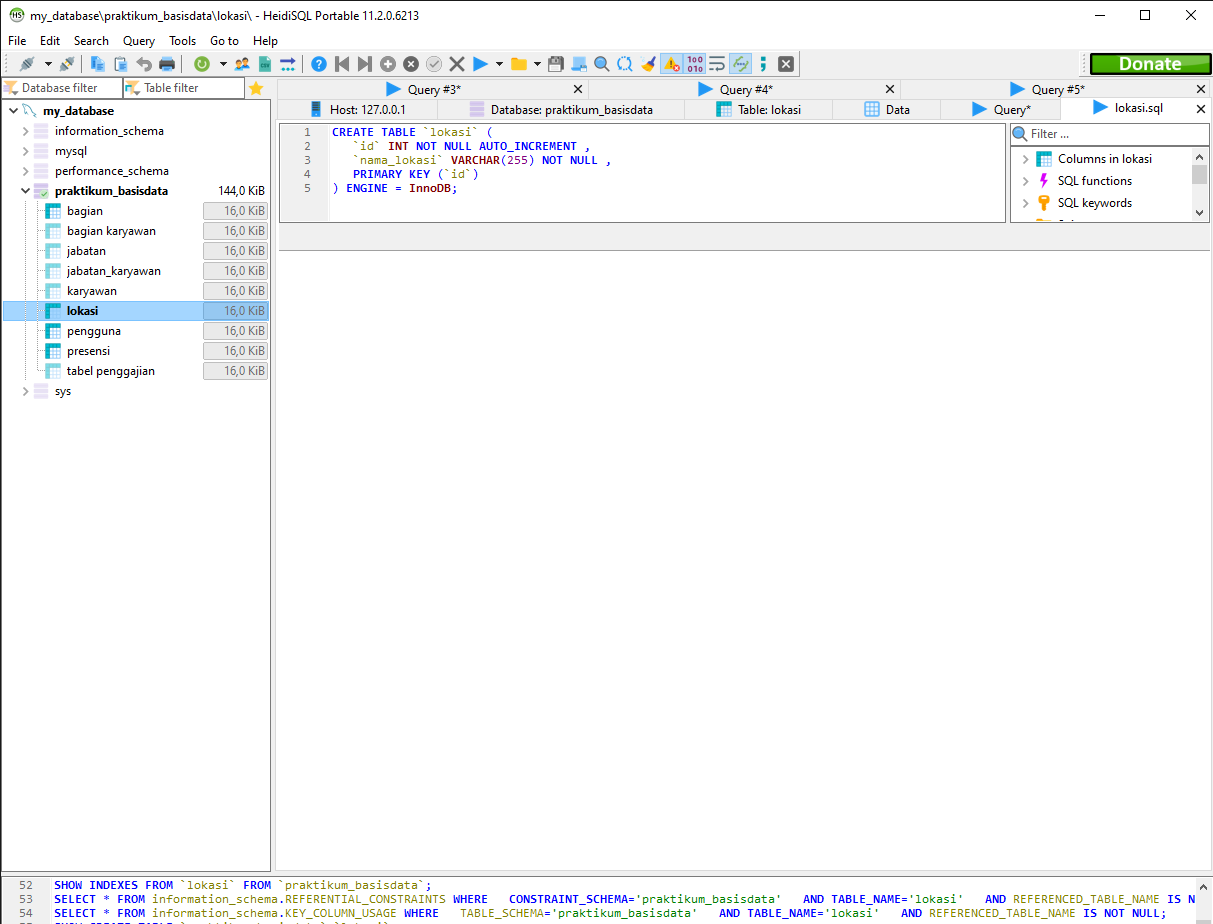 my_database\praktikum_basisdata\lokasi\ - HeidiSQL Portable 11.2.0.6213
File Edit Search Query Tools Go to Help
Donate
Database filter Table filter
Query #3* Query #4* Query #5*
Host: 127.0.0.1 Database: praktikum_basisdata Table: lokasi Data Query* lokasi.sql
my_database
information_schema
mysql
performance_schema
praktikum_basisdata 144,0 KiB
bagian 16,0 KiB
bagian karyawan 16,0 KiB
jabatan 16,0 KiB
jabatan_karyawan 16,0 KiB
karyawan 16,0 KiB
lokasi 16,0 KiB
pengguna 16,0 KiB
presensi 16,0 KiB
tabel penggajian 16,0 KiB
sys
1 CREATE TABLE `lokasi` (
2 `id` INT NOT NULL AUTO_INCREMENT ,
3 `nama_lokasi` VARCHAR(255) NOT NULL ,
4 PRIMARY KEY (`id`)
5 ) ENGINE = InnoDB;
Filter ...
Columns in lokasi
SQL functions
SQL keywords
52 SHOW INDEXES FROM `lokasi` FROM `praktikum_basisdata`;
53 SELECT * FROM information_schema.REFERENTIAL_CONSTRAINTS WHERE CONSTRAINT_SCHEMA='praktikum_basisdata' AND TABLE_NAME='lokasi' AND REFERENCED_TABLE_NAME IS N
54 SELECT * FROM information_schema.KEY_COLUMN_USAGE WHERE TABLE_SCHEMA='praktikum_basisdata' AND TABLE_NAME='lokasi' AND REFERENCED_TABLE_NAME IS NOT NULL;